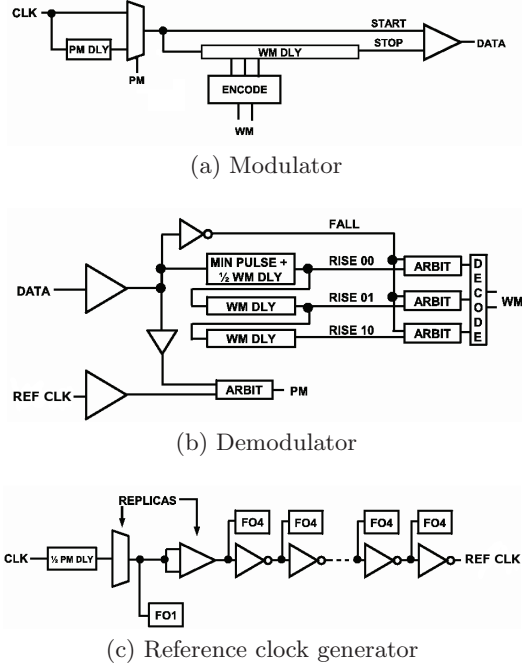 CLK
START
PM DLY
WM DLY
STOP
DATA
PM
ENCODE
WM
(a) Modulator
FALL
MIN PULSE +
½ WM DLY
RISE 00
ARBIT
DATA
WM DLY
RISE 01
ARBIT
DECODE
WM
WM DLY
RISE 10
ARBIT
REF CLK
ARBIT
PM
(b) Demodulator
REPLICAS
FO4
FO4
FO4
FO4
CLK
½ PM DLY
REF CLK
FO1
(c) Reference clock generator